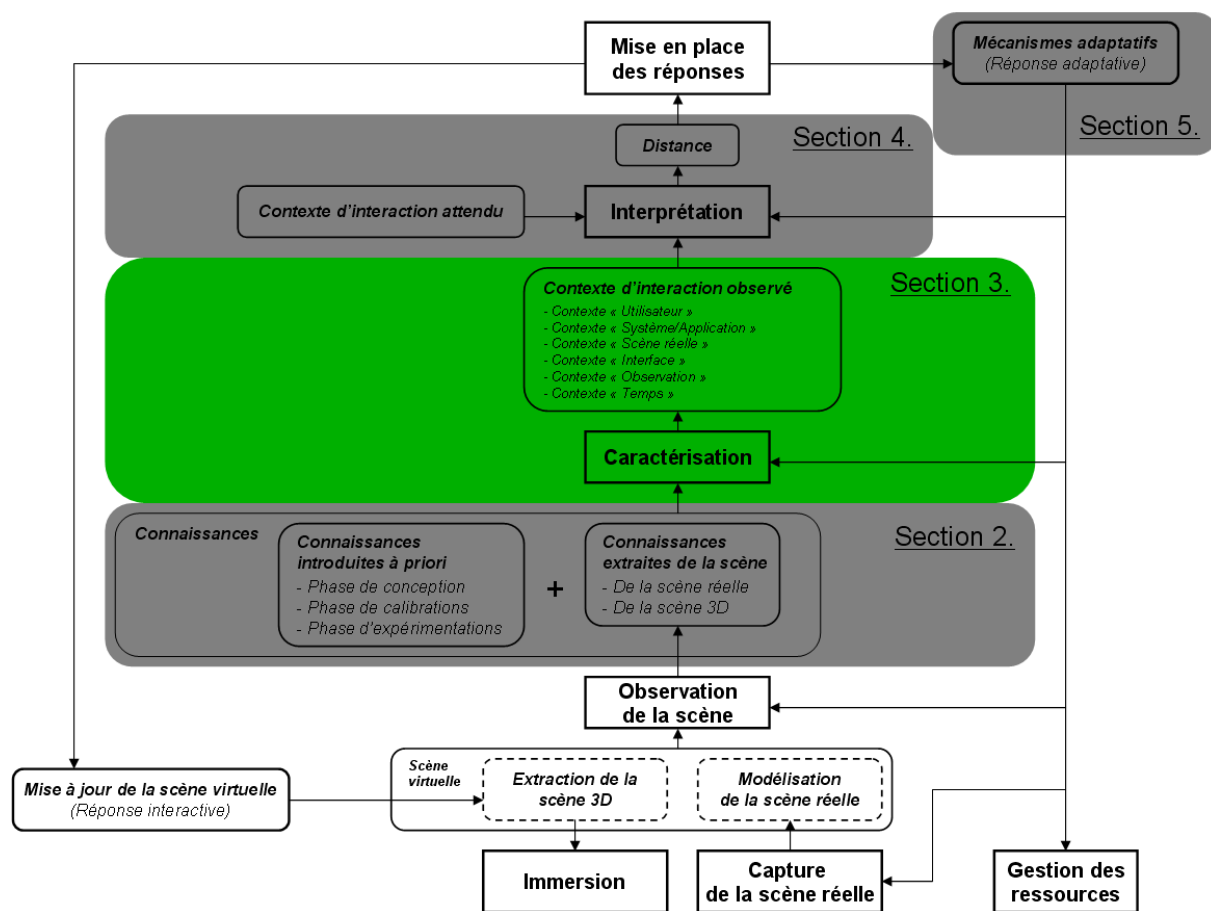 Mise en place
des réponses
Mécanismes adaptatifs
(Réponse adaptative)
Section 5.
Section 4.
Distance
Contexte d'interaction attendu
Interprétation
Section 3.
Contexte d'interaction observé
- Contexte « Utilisateur »
- Contexte « Système/Application »
- Contexte « Scène réelle »
- Contexte « Interface »
- Contexte « Observation »
- Contexte « Temps »
Caractérisation
Section 2.
Connaissances
Connaissances
introduites à priori
- Phase de conception
- Phase de calibrations
- Phase d'expérimentations
+
Connaissances
extraites de la scène
- De la scène réelle
- De la scène 3D
Observation
de la scène
Mise à jour de la scène virtuelle
(Réponse interactive)
Scène
virtuelle
Extraction de la
scène 3D
Modélisation
de la scène réelle
Immersion
Capture
de la scène réelle
Gestion des
ressources